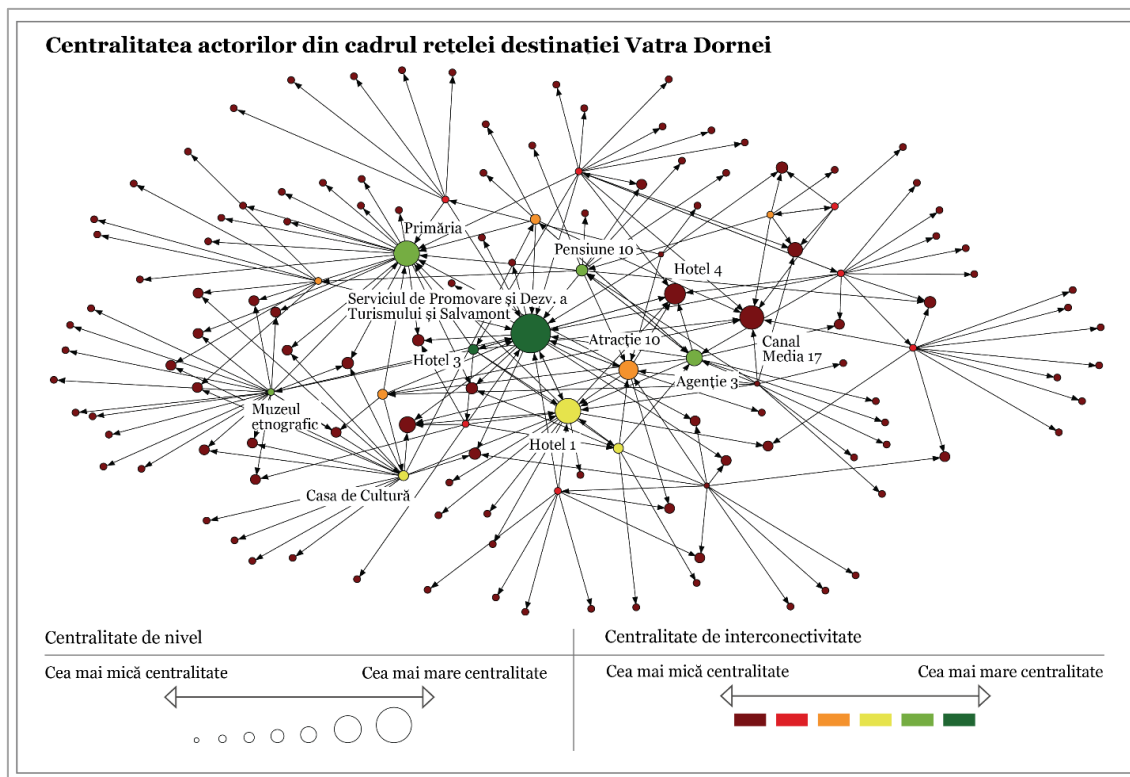 Centralitatea actorilor din cadrul rețelei destinației Vatra Dornei
Primăria
Pensiune 10
Hotel 4
Serviciul de Promovare și Dezv. a
Turismului și Salvamont
Hotel 3
Atracție 10
Canal
Media 17
Agenție 3
Muzeul
etnografic
Hotel 1
Casa de Cultură
Centralitate de nivel
Cea mai mică centralitate
Cea mai mare centralitate
Centralitate de interconectivitate
Cea mai mică centralitate
Cea mai mare centralitate